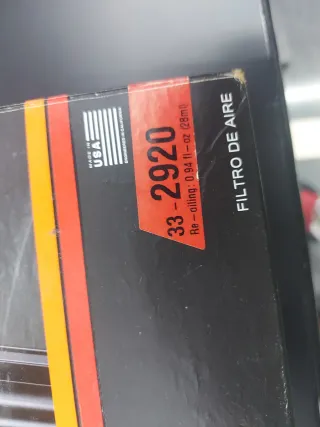 MADE IN
USA
33 - 2920
Re - oiling: 0.94 fl-oz (28ml)
FILTRO DE AIRE